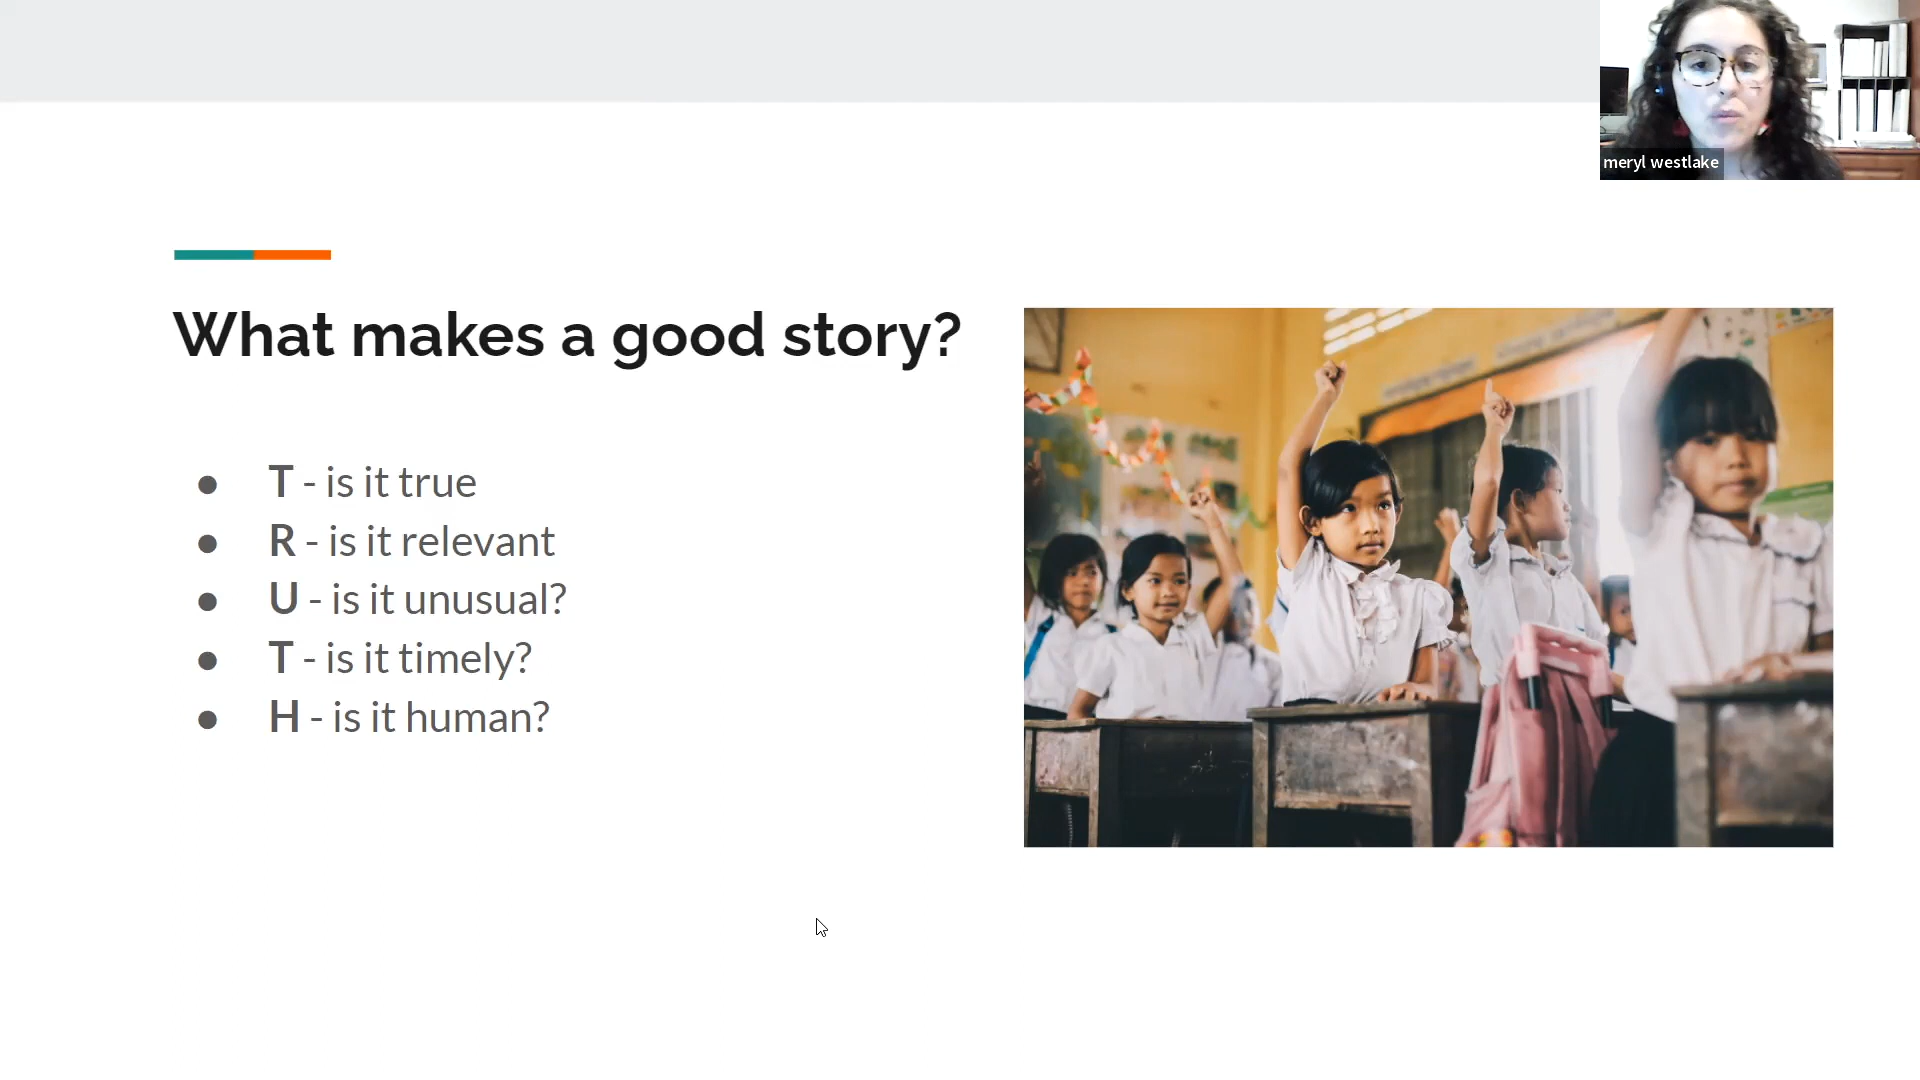 meryl westlake
What makes a good story?
● T - is it true
● R - is it relevant
● U - is it unusual?
● T - is it timely?
● H - is it human?